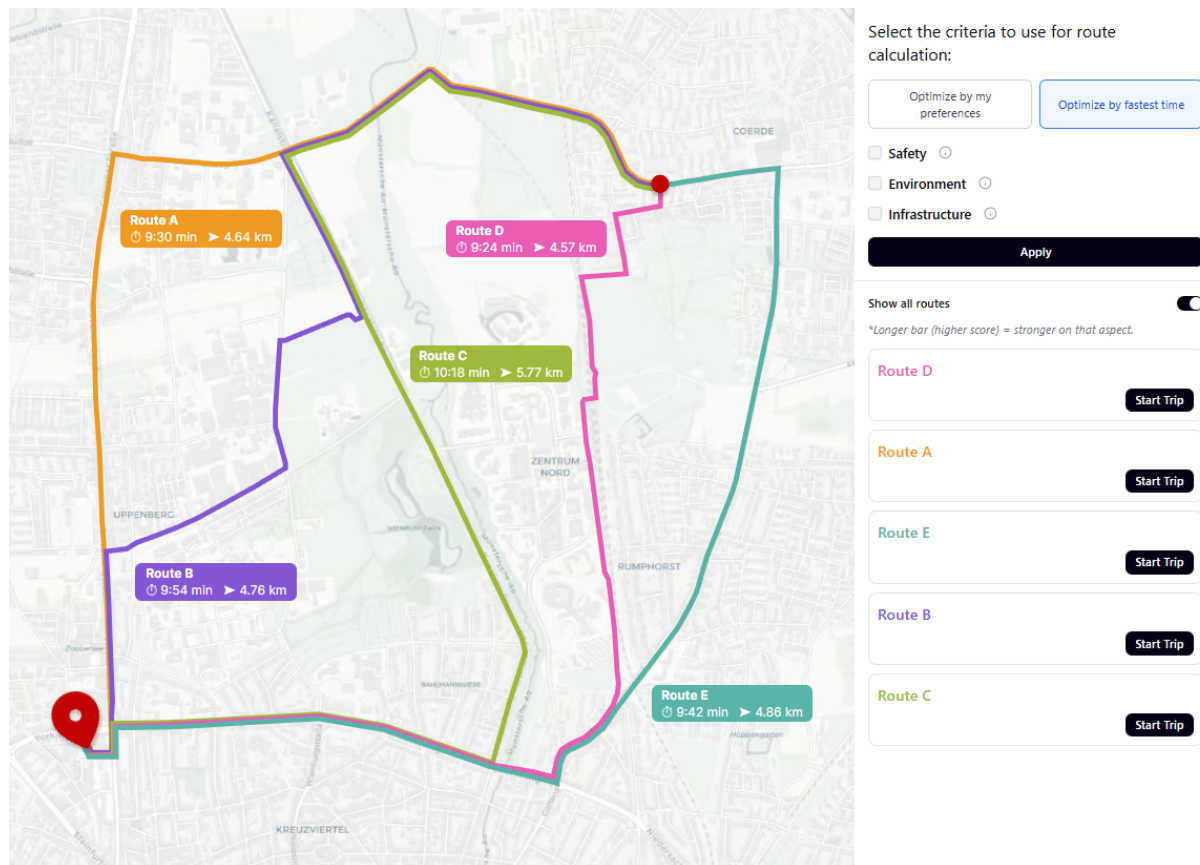 COERDE
Route A
9:30 min ➤ 4.64 km
Route D
9:24 min ➤ 4.57 km
Route C
10:18 min ➤ 5.77 km
ZENTRUM
NORD
UPPENBERG
WIENBURGPARK
RUMPHORST
Route B
9:54 min ➤ 4.76 km
Route E
9:42 min ➤ 4.86 km
KREUZVIERTEL
Select the criteria to use for route
calculation:
Optimize by my
preferences
Optimize by fastest time
Safety
Environment
Infrastructure
Apply
Show all routes
*Longer bar (higher score) = stronger on that aspect.
Route D
Start Trip
Route A
Start Trip
Route E
Start Trip
Route B
Start Trip
Route C
Start Trip